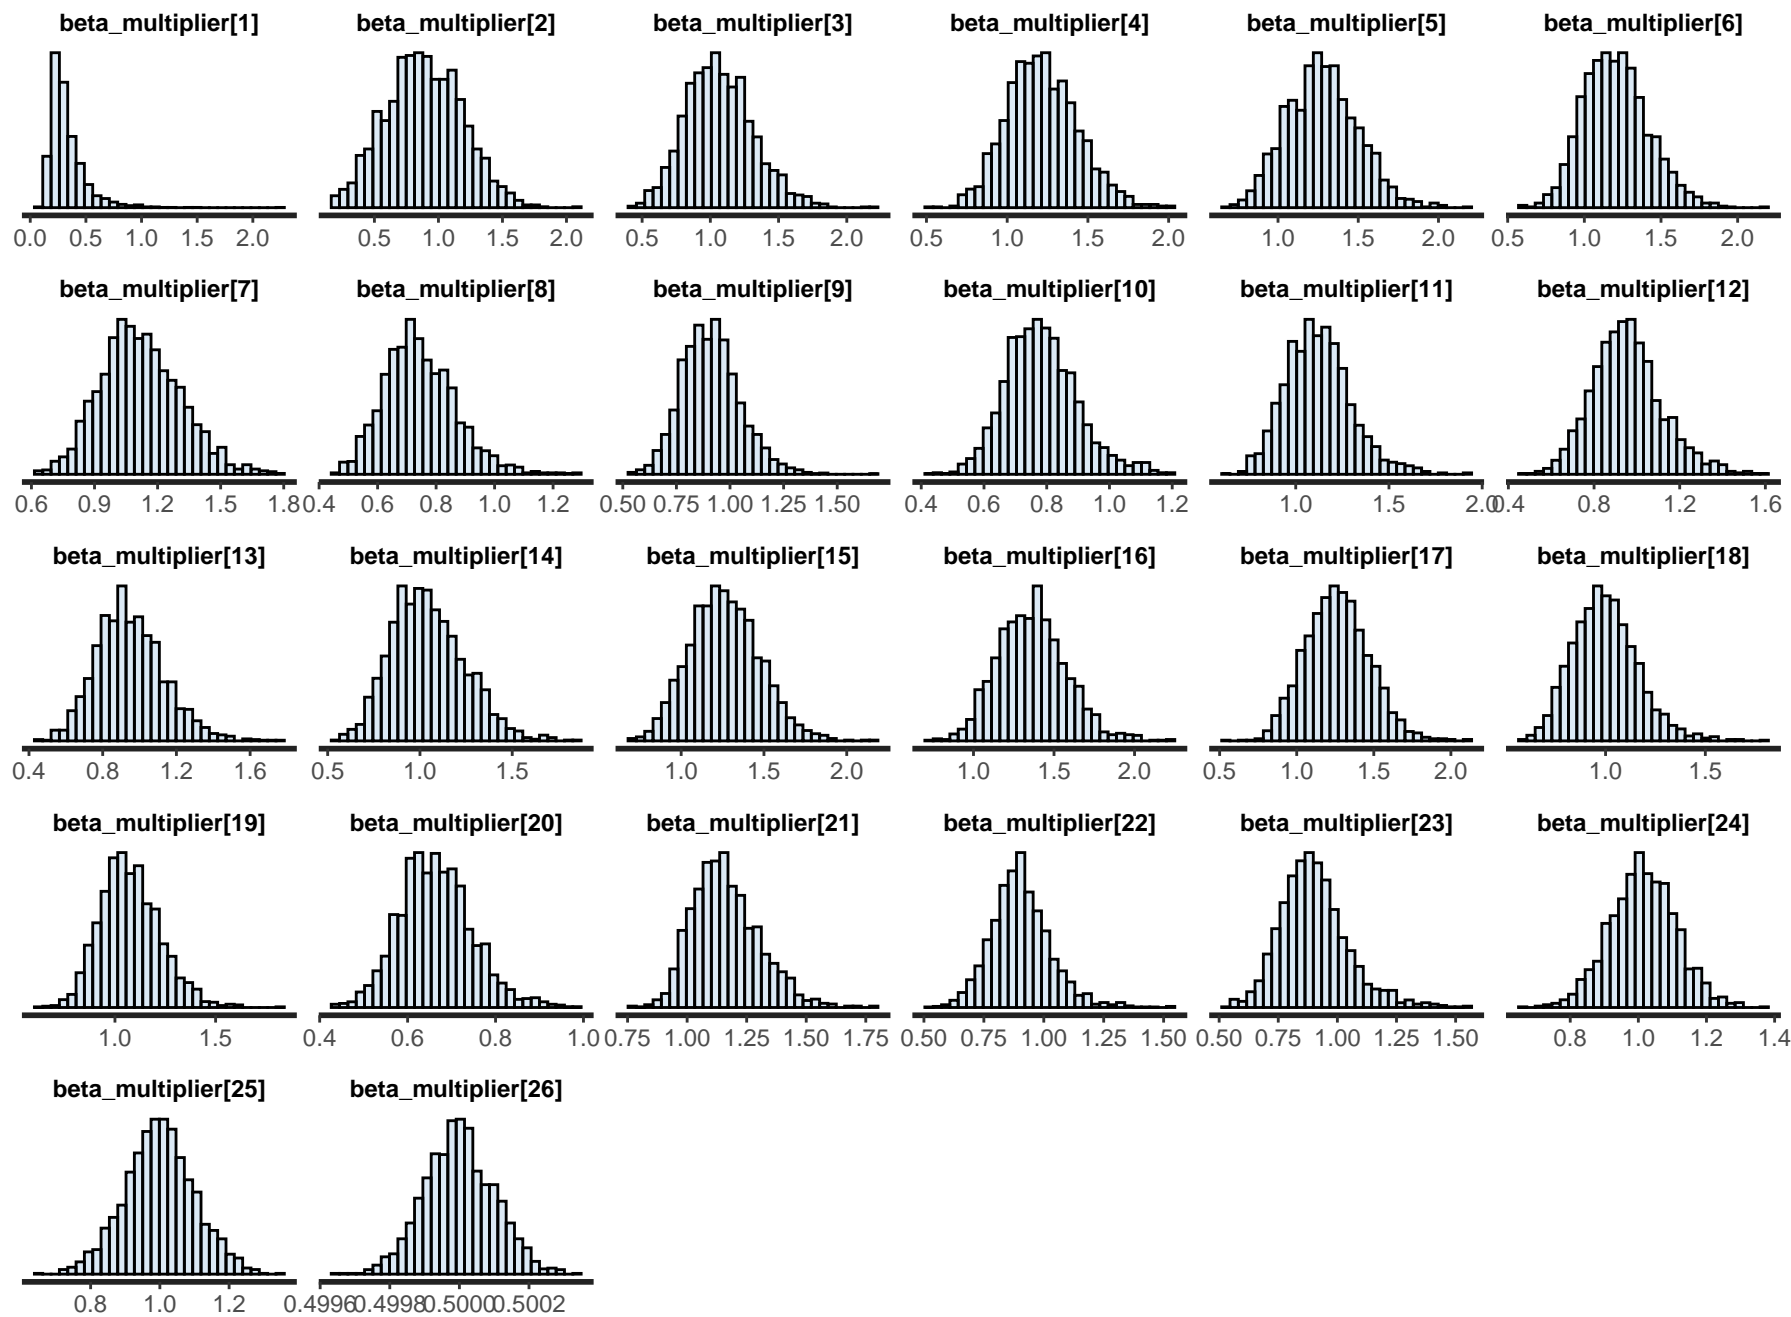 beta_multiplier[1] beta_multiplier[2] beta_multiplier[3] beta_multiplier[4] beta_multiplier[5] beta_multiplier[6]
0.0 0.5 1.0 1.5 2.0 0.5 1.0 1.5 2.0 0.5 1.0 1.5 2.0 0.5 1.0 1.5 2.0 1.0 1.5 2.0 0.5 1.0 1.5 2.0
beta_multiplier[7] beta_multiplier[8] beta_multiplier[9] beta_multiplier[10] beta_multiplier[11] beta_multiplier[12]
0.6 0.9 1.2 1.5 1.8 0.4 0.6 0.8 1.0 1.2 0.50 0.75 1.00 1.25 1.50 0.4 0.6 0.8 1.0 1.2 1.0 1.5 2.0 0.4 0.8 1.2 1.6
beta_multiplier[13] beta_multiplier[14] beta_multiplier[15] beta_multiplier[16] beta_multiplier[17] beta_multiplier[18]
0.4 0.8 1.2 1.6 0.5 1.0 1.5 1.0 1.5 2.0 1.0 1.5 2.0 0.5 1.0 1.5 2.0 1.0 1.5
beta_multiplier[19] beta_multiplier[20] beta_multiplier[21] beta_multiplier[22] beta_multiplier[23] beta_multiplier[24]
1.0 1.5 0.4 0.6 0.8 1.0 0.75 1.00 1.25 1.50 1.75 0.50 0.75 1.00 1.25 1.50 0.50 0.75 1.00 1.25 1.50 0.8 1.0 1.2 1.4
beta_multiplier[25] beta_multiplier[26]
0.8 1.0 1.2 0.4996 0.4998 0.5000 0.5002